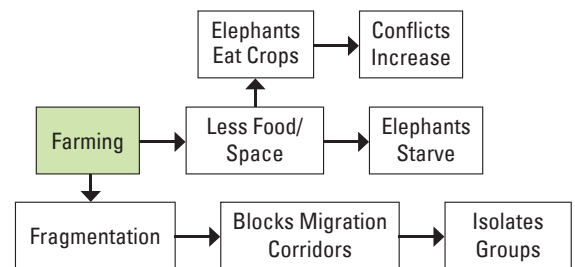 Elephants
Eat Crops
Conflicts
Increase
Farming
Less Food/
Space
Elephants
Starve
Fragmentation
Blocks Migration
Corridors
Isolates
Groups